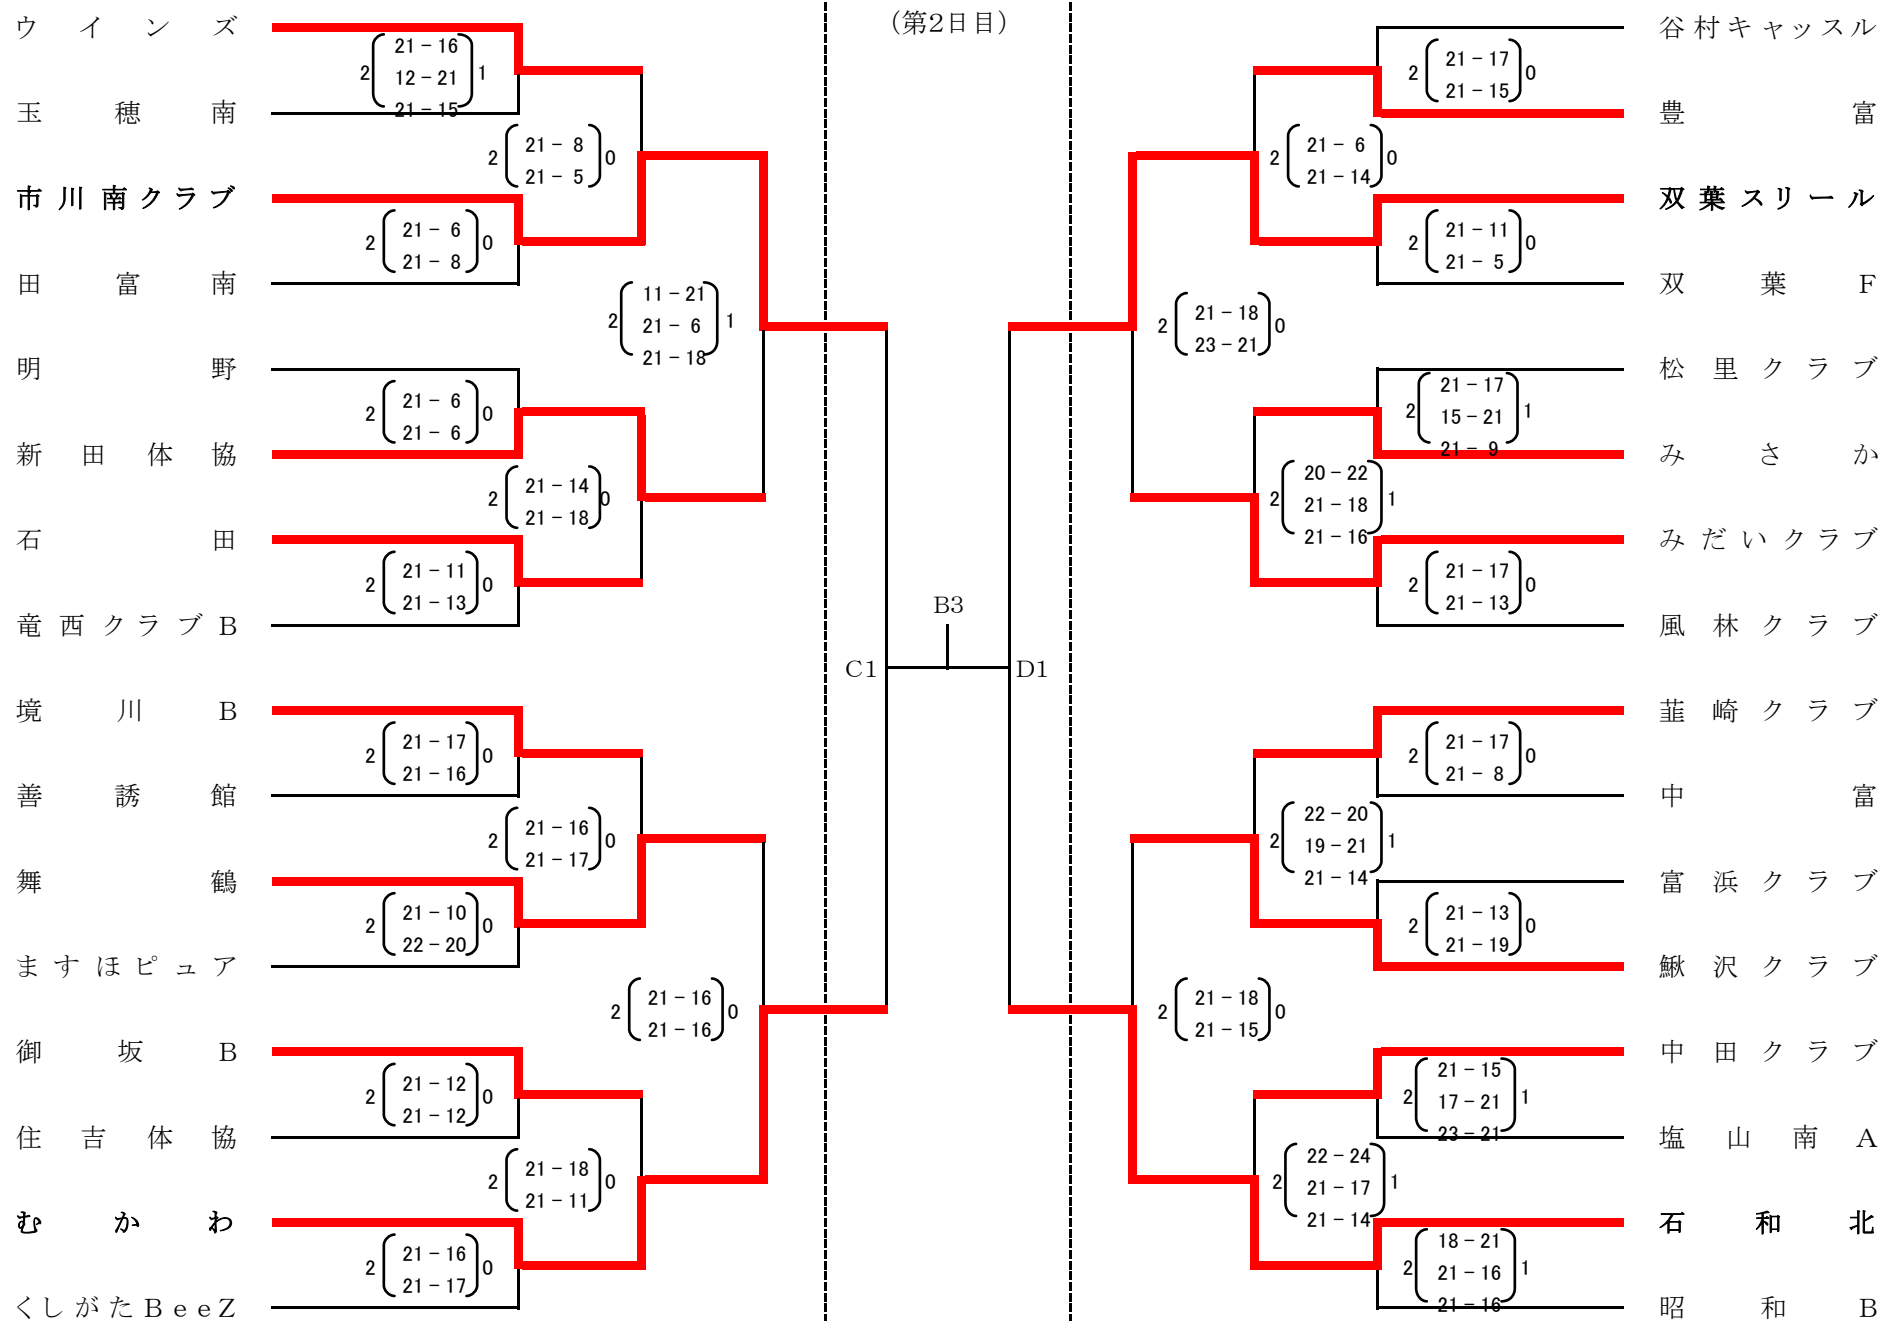 (第2日目)
ウインズ
21－16
2 12－21 1
21－15
玉穂南
21－8
2 0
21－5
市川南クラブ
21－6
2 0
21－8
田富南
11－21
2 21－6 1
21－18
明野
21－6
2 0
21－6
新田体協
21－14
2 0
21－18
石田
21－11
2 0
21－13
竜西クラブB
境川B
21－17
2 0
21－16
善誘館
21－16
2 0
21－17
舞鶴
21－10
2 0
22－20
ますほピュア
21－16
2 0
21－16
御坂B
21－12
2 0
21－12
住吉体協
21－18
2 0
21－11
むかわ
21－16
2 0
21－17
くしがたBeeZ
B3
C1
D1
谷村キャッスル
21－17
2 0
21－15
豊富
21－6
2 0
21－14
双葉スリール
21－11
2 0
21－5
双葉F
21－18
2 0
23－21
松里クラブ
21－17
2 15－21 1
21－9
みさか
20－22
2 21－18 1
21－16
みだいクラブ
21－17
2 0
21－13
風林クラブ
韮崎クラブ
21－17
2 0
21－8
中富
22－20
2 19－21 1
21－14
富浜クラブ
21－13
2 0
21－19
鰍沢クラブ
21－18
2 0
21－15
中田クラブ
21－15
2 17－21 1
23－21
塩山南A
22－24
2 21－17 1
21－14
石和北
18－21
2 21－16 1
21－16
昭和B